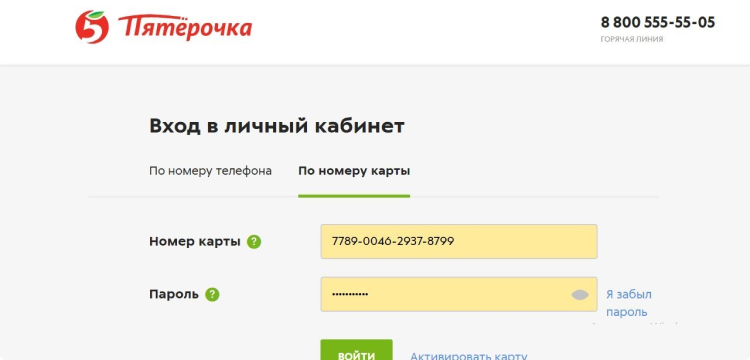 5 Пятёрочка
8 800 555-55-05
ГОРЯЧАЯ ЛИНИЯ
Вход в личный кабинет
По номеру телефона По номеру карты
Номер карты ? 7789-0046-2937-8799
Пароль ? ••••••••••• Я забыл
пароль
ВОЙТИ Активировать карту